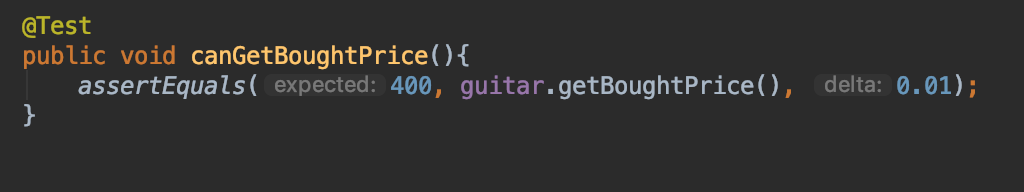 @Test
public void canGetBoughtPrice(){
assertEquals( expected: 400, guitar.getBoughtPrice(), delta: 0.01);
}